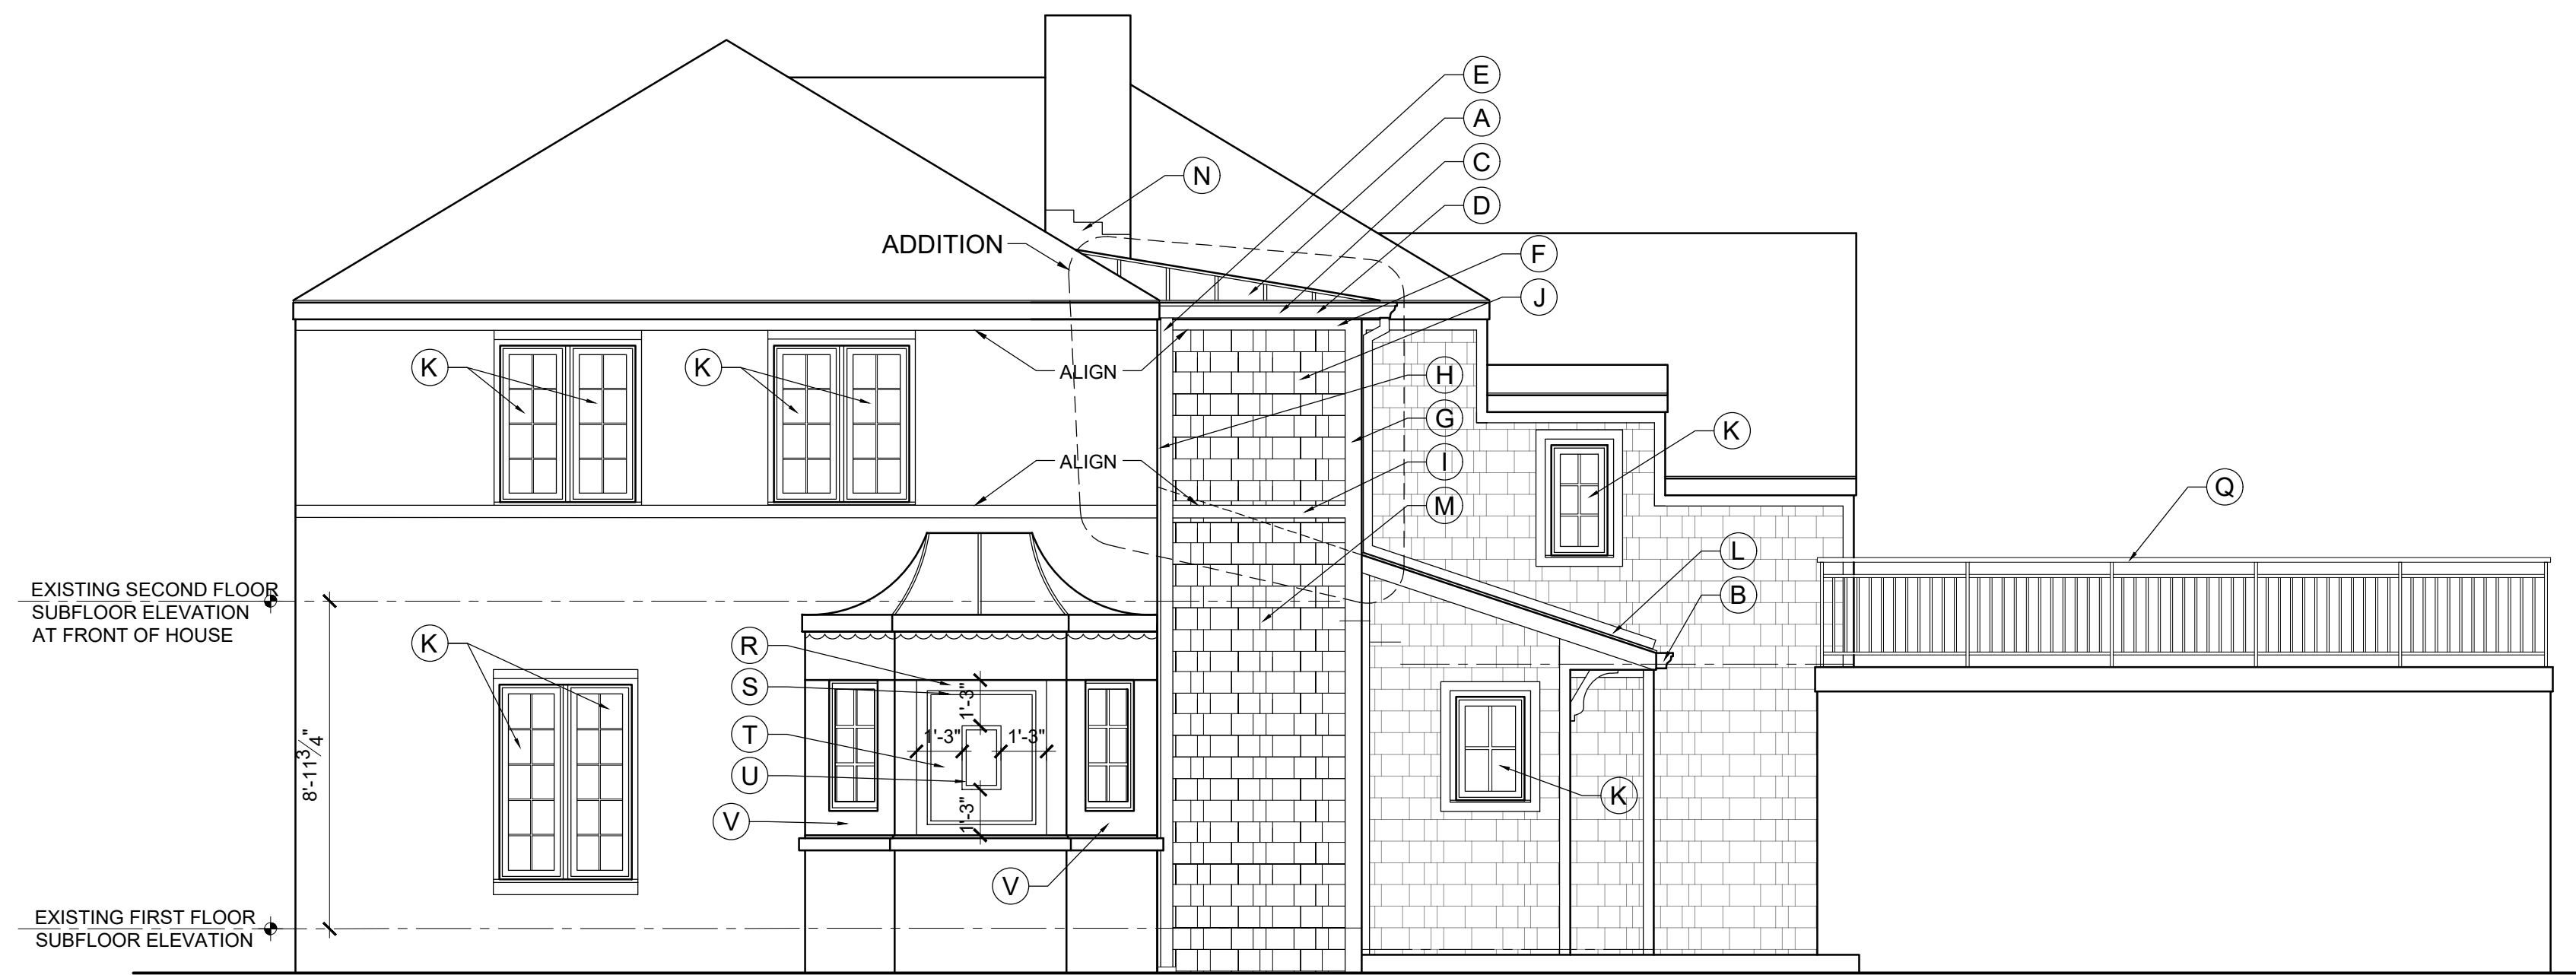 E
A
C
D
N
ADDITION
F
J
K
K
ALIGN
H
G
K
I
ALIGN
M
Q
L
EXISTING SECOND FLOOR
SUBFLOOR ELEVATION
AT FRONT OF HOUSE
B
K
R
S
1'-3"
T
1'-3"
1'-3"
8'-11 3/4"
U
K
1'-3"
V
V
EXISTING FIRST FLOOR
SUBFLOOR ELEVATION